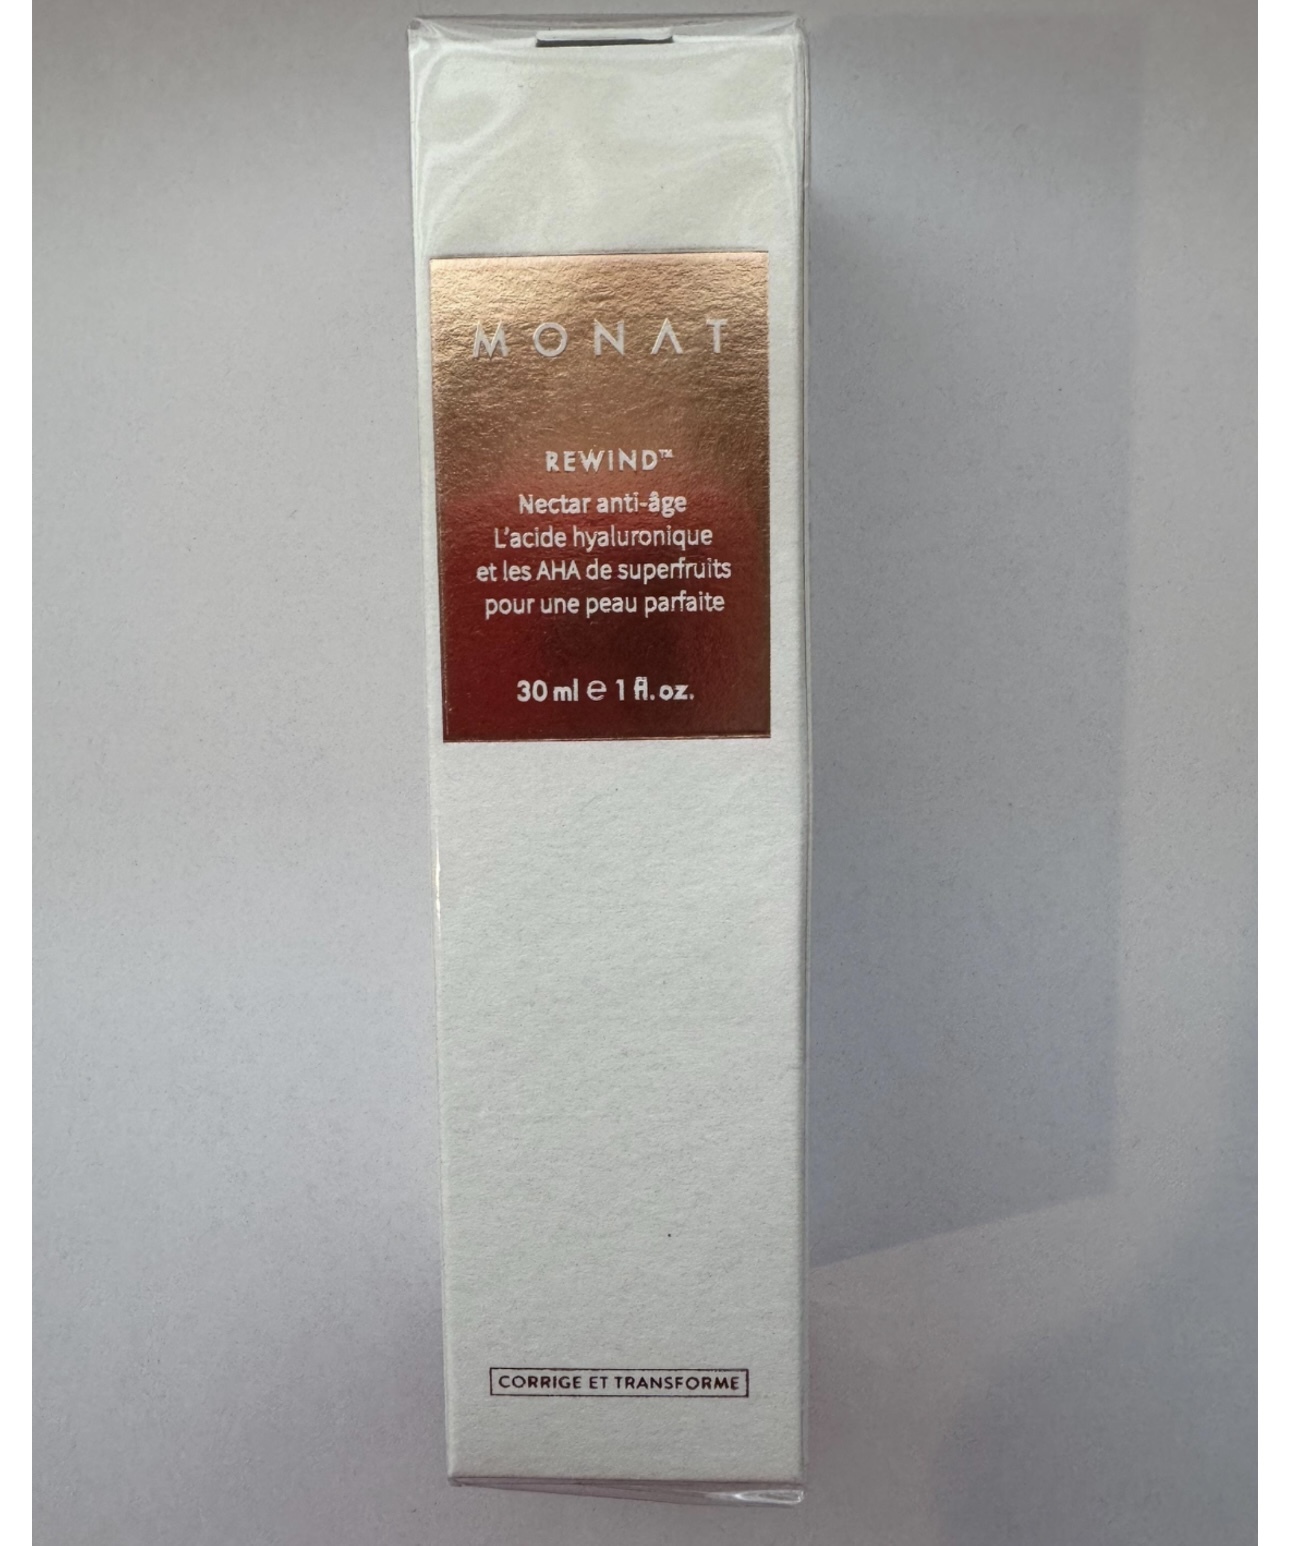 MONAT
REWIND™
Nectar anti-âge
L'acide hyaluronique
et les AHA de superfruits
pour une peau parfaite
30 ml ℮ 1 fl. oz.
CORRIGE ET TRANSFORME